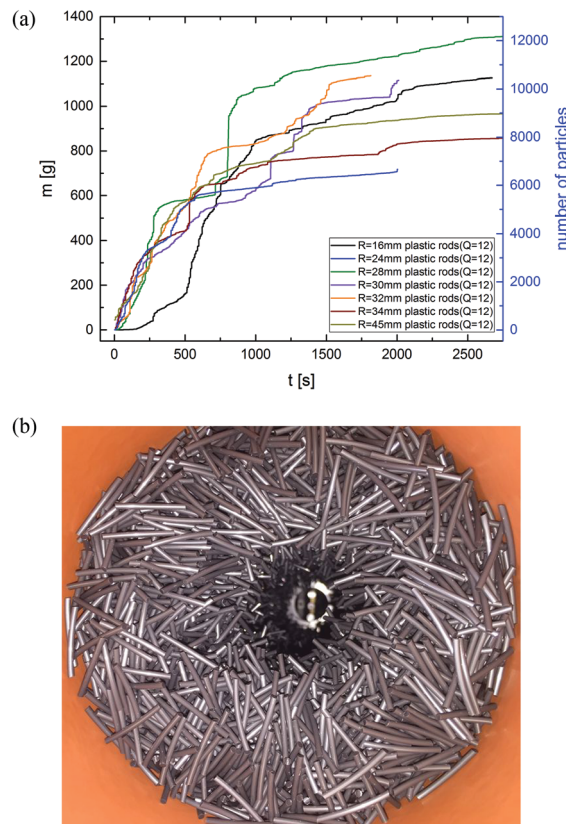 (a)
1400
1200
1000
800
600
400
200
0
m [g]
12000
10000
8000
6000
4000
2000
0
number of particles
R=16mm plastic rods(Q=12)
R=24mm plastic rods(Q=12)
R=28mm plastic rods(Q=12)
R=30mm plastic rods(Q=12)
R=32mm plastic rods(Q=12)
R=34mm plastic rods(Q=12)
R=45mm plastic rods(Q=12)
0 500 1000 1500 2000 2500
t [s]
(b)